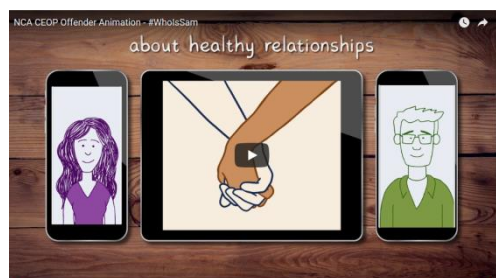 NCA CEOP Offender Animation - #WhoIsSam
about healthy relationships